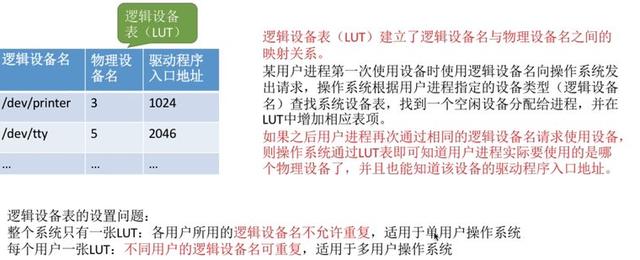 逻辑设备
表（LUT）
逻辑设备名 物理设备名 驱动程序入口地址
/dev/printer 3 1024
/dev/tty 5 2046
… … …
逻辑设备表（LUT）建立了逻辑设备名与物理设备名之间的
映射关系。
某用户进程第一次使用设备时使用逻辑设备名向操作系统发
出请求，操作系统根据用户进程指定的设备类型（逻辑设备
名）查找系统设备表，找到一个空闲设备分配给进程，并在
LUT中增加相应表项。
如果之后用户进程再次通过相同的逻辑设备名请求使用设备，
则操作系统通过LUT表即可知道用户进程实际要使用的是哪
个物理设备了，并且也能知道该设备的驱动程序入口地址。
逻辑设备表的设置问题：
整个系统只有一张LUT：各用户所用的逻辑设备名不允许重复，适用于单用户操作系统
每个用户一张LUT：不同用户的逻辑设备名可重复，适用于多用户操作系统